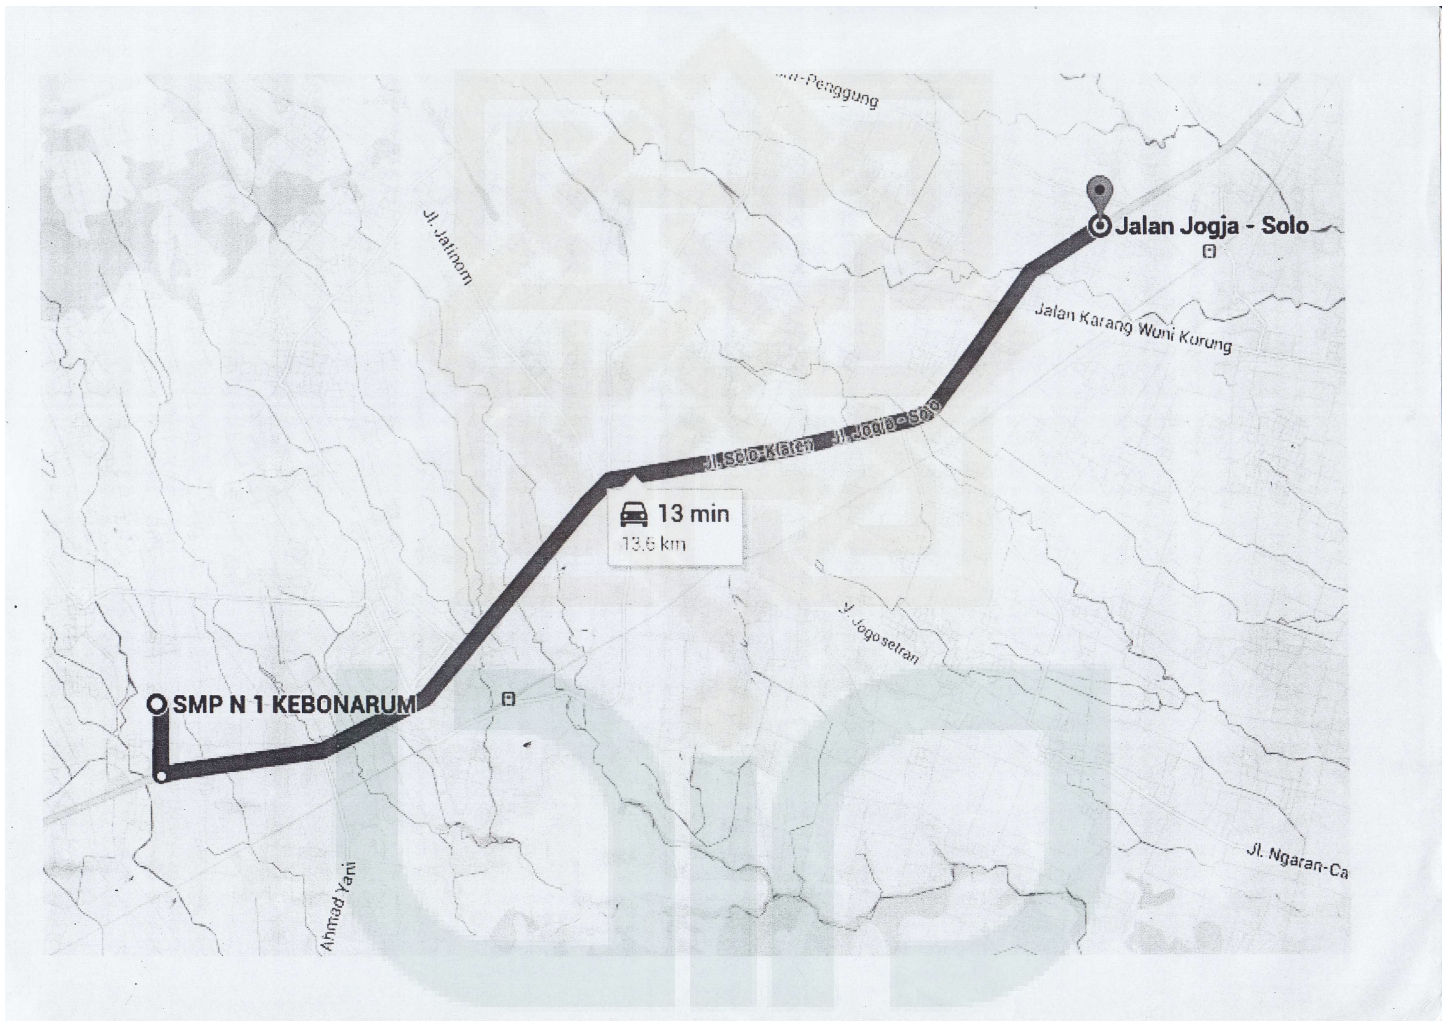 -Penggung
Jl. Jatinom
Jalan Jogja - Solo
Jalan Karang Wuni Kurung
Jl. Solo-Klaten
Jl. Jogja - Solo
13 min
13.6 km
Jogosetran
SMP N 1 KEBONARUM
Jl. Ngaran-Ca
Ahmad Yani